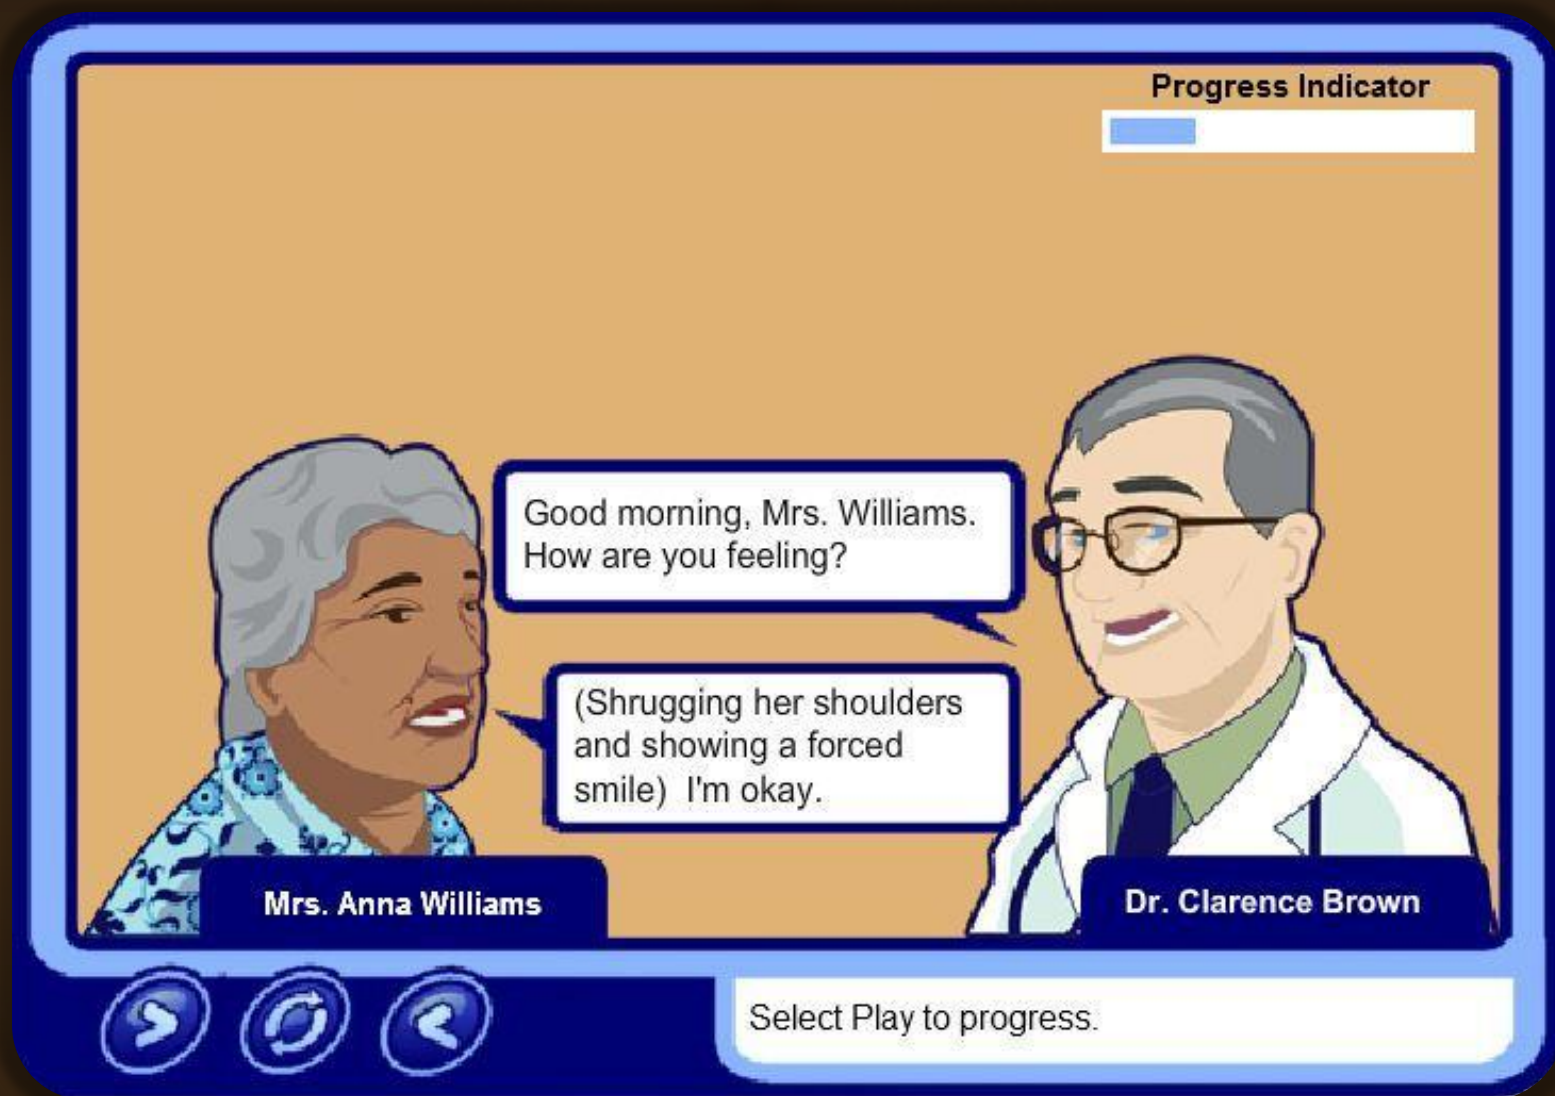 Progress Indicator
Good morning, Mrs. Williams.
How are you feeling?
(Shrugging her shoulders
and showing a forced
smile)  I'm okay.
Mrs. Anna Williams
Dr. Clarence Brown
Select Play to progress.